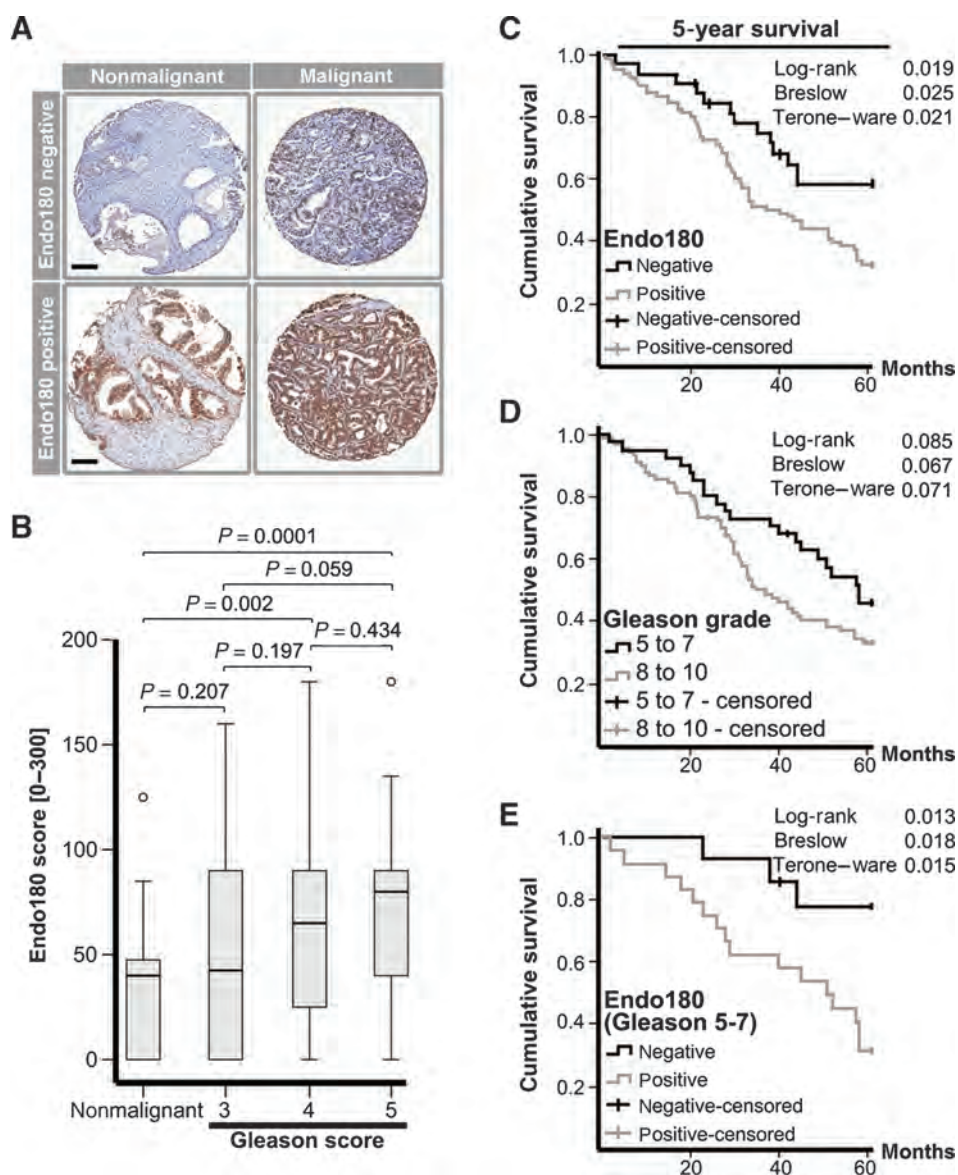 A
Nonmalignant Malignant
Endo180 negative
Endo180 positive
B
P = 0.0001
P = 0.059
P = 0.002
P = 0.434
P = 0.197
P = 0.207
Endo180 score [0–300]
200
150
100
50
0
Nonmalignant 3 4 5
Gleason score
C
5-year survival
Log-rank 0.019
Breslow 0.025
Terone–ware 0.021
Cumulative survival
1.0
0.8
0.6
0.4
0.2
Endo180
Negative
Positive
Negative-censored
Positive-censored
20 40 60 Months
D
Log-rank 0.085
Breslow 0.067
Terone–ware 0.071
Cumulative survival
1.0
0.8
0.6
0.4
0.2
Gleason grade
5 to 7
8 to 10
5 to 7 - censored
8 to 10 - censored
20 40 60 Months
E
Log-rank 0.013
Breslow 0.018
Terone–ware 0.015
Cumulative survival
1.0
0.8
0.6
0.4
0.2
Endo180
(Gleason 5-7)
Negative
Positive
Negative-censored
Positive-censored
20 40 60 Months